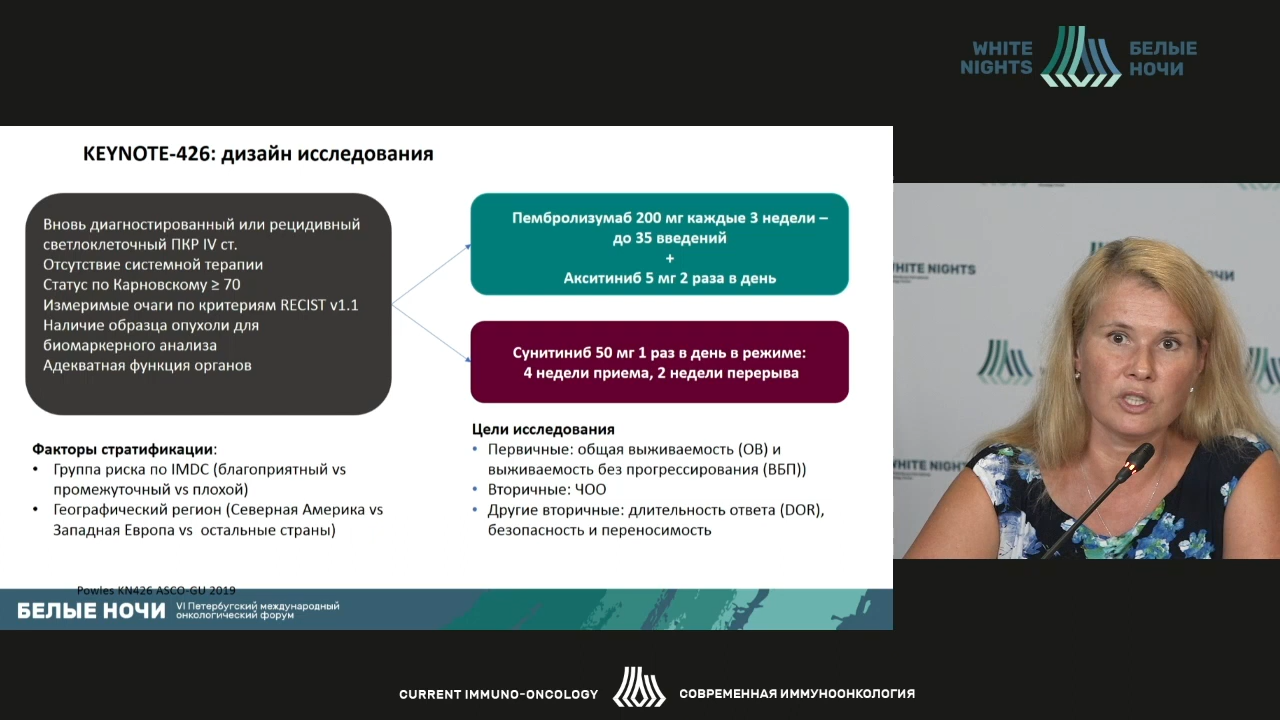 WHITE
NIGHTS
БЕЛЫЕ
НОЧИ
KEYNOTE-426: дизайн исследования
Вновь диагностированный или рецидивный
светлоклеточный ПКР IV ст.
Отсутствие системной терапии
Статус по Карновскому ≥ 70
Измеримые очаги по критериям RECIST v1.1
Наличие образца опухоли для
биомаркерного анализа
Адекватная функция органов
Пембролизумаб 200 мг каждые 3 недели –
до 35 введений
+
Акситиниб 5 мг 2 раза в день
Сунитиниб 50 мг 1 раз в день в режиме:
4 недели приема, 2 недели перерыва
Факторы стратификации:
• Группа риска по IMDC (благоприятный vs
промежуточный vs плохой)
• Географический регион (Северная Америка vs
Западная Европа vs остальные страны)
Цели исследования
• Первичные: общая выживаемость (ОВ) и
выживаемость без прогрессирования (ВБП))
• Вторичные: ЧОО
• Другие вторичные: длительность ответа (DOR),
безопасность и переносимость
Powles KN426 ASCO-GU 2019
БЕЛЫЕ НОЧИ
VI Петербургский международный
онкологический форум
WHITE NIGHTS
CURRENT IMMUNO-ONCOLOGY
СОВРЕМЕННАЯ ИММУНООНКОЛОГИЯ